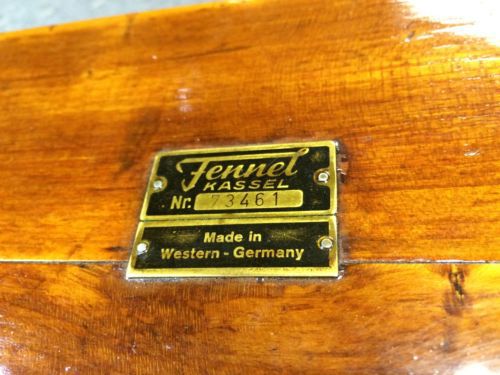 Fennel
KASSEL
Nr. 73461
Made in
Western - Germany